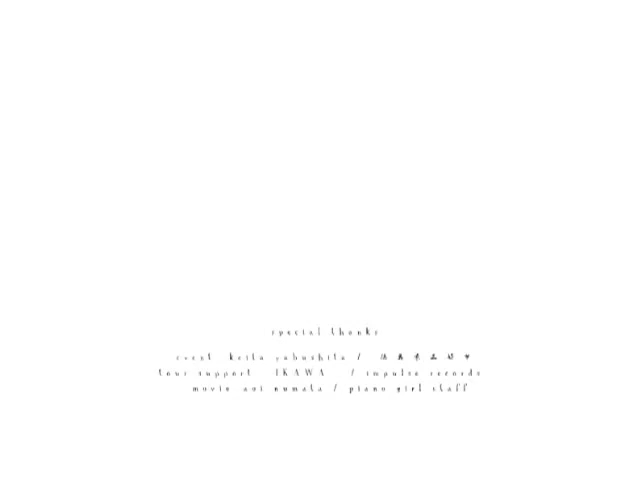 special thanks
event keita yabushita /
tour support IKAWA / impulse records
movie aoi numata / piano girl staff